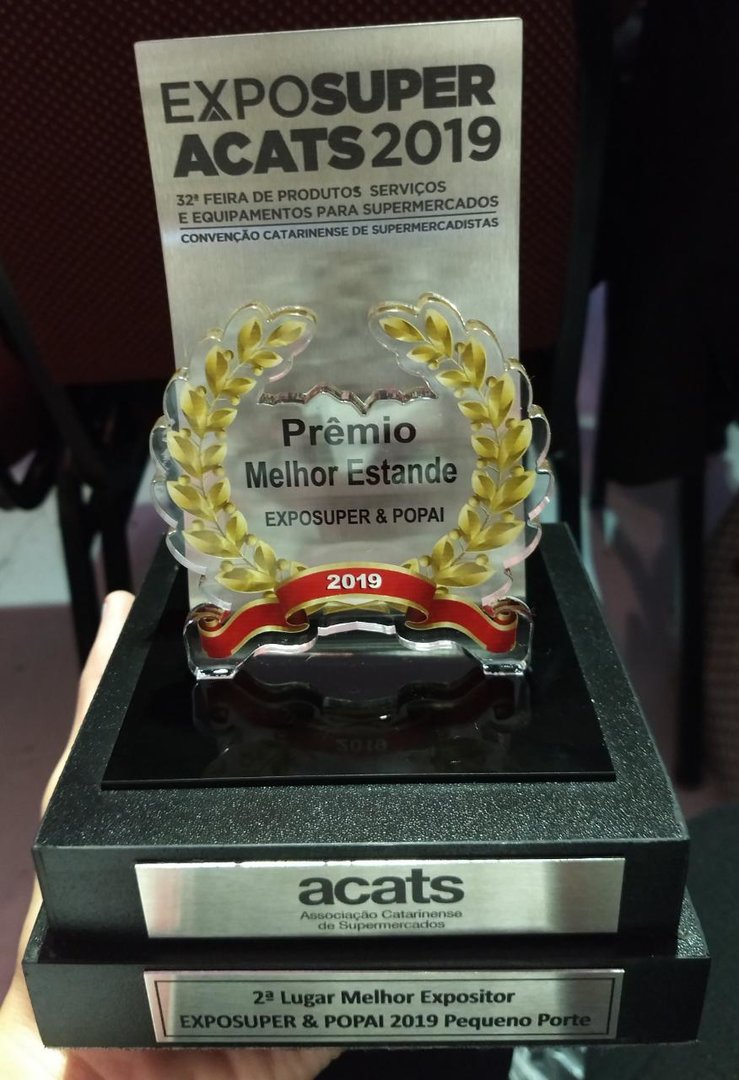 EXPOSUPER
ACATS 2019
32ª FEIRA DE PRODUTOS SERVIÇOS
E EQUIPAMENTOS PARA SUPERMERCADOS
CONVENÇÃO CATARINENSE DE SUPERMERCADISTAS
Prêmio
Melhor Estande
EXPOSUPER & POPAI
2019
acats
Associação Catarinense
de Supermercados
2ª Lugar Melhor Expositor
EXPOSUPER & POPAI 2019 Pequeno Porte